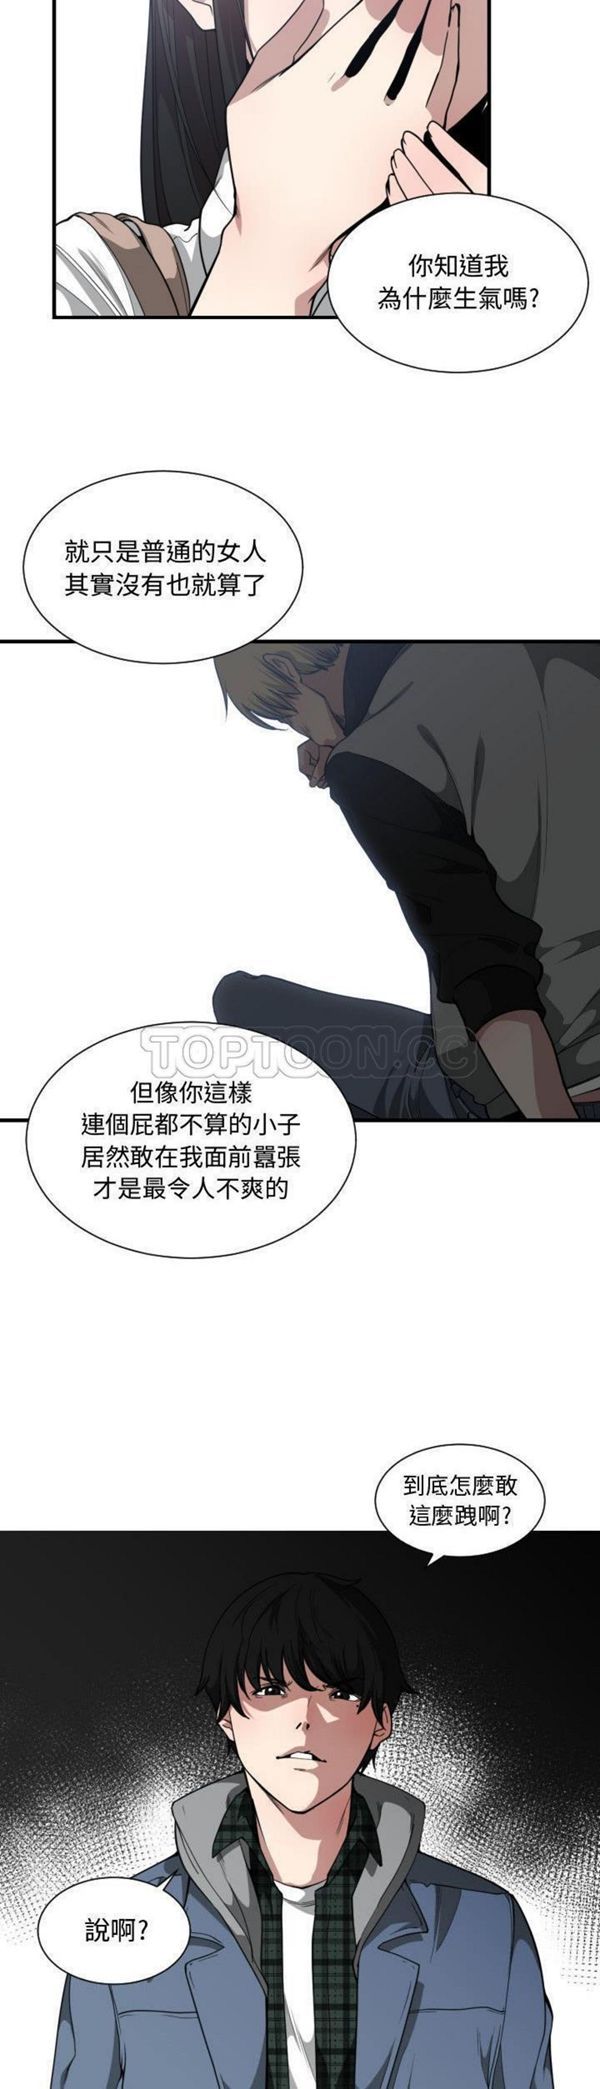 你知道我
為什麼生氣嗎?
就只是普通的女人
其實沒有也就算了
TOPTOON.CC
但像你這樣
連個屁都不算的小子
居然敢在我面前囂張
才是最令人不爽的
到底怎麼敢
這麼跩啊?
說啊?